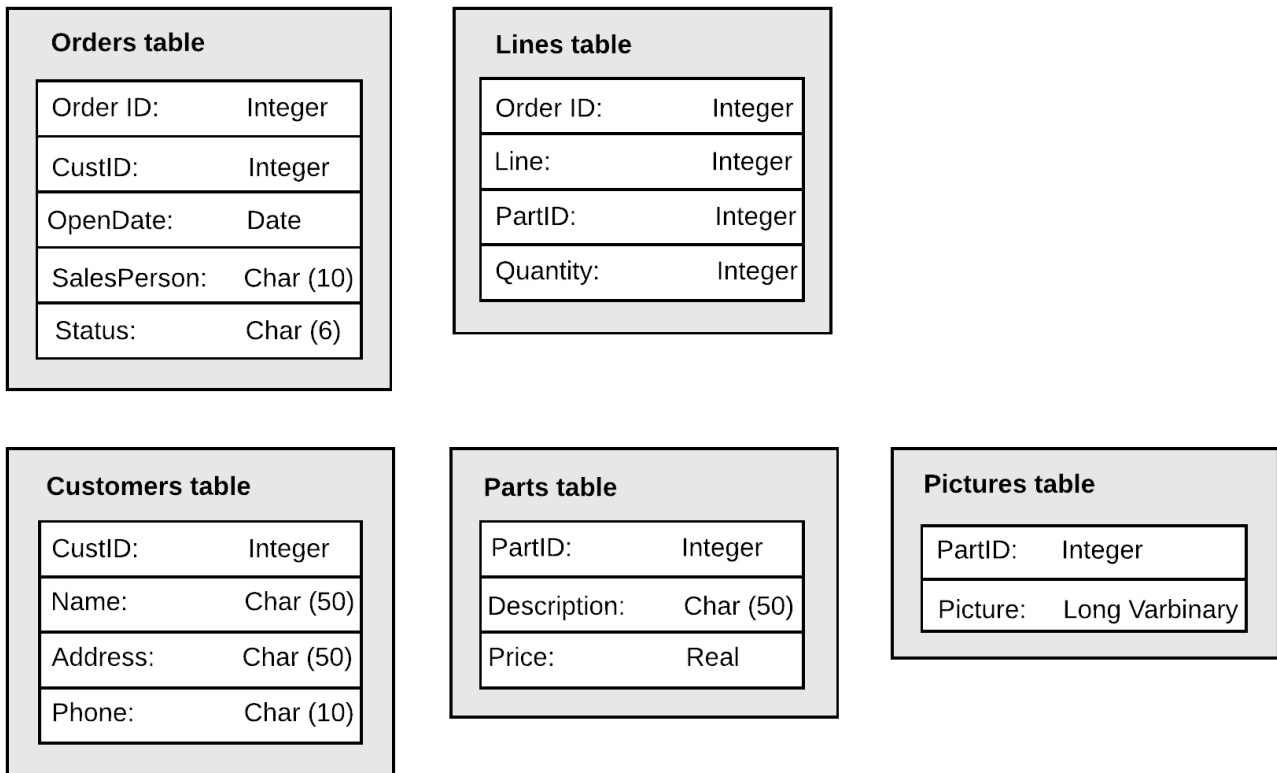 Orders table
Order ID: Integer
CustID: Integer
OpenDate: Date
SalesPerson: Char (10)
Status: Char (6)
Lines table
Order ID: Integer
Line: Integer
PartID: Integer
Quantity: Integer
Customers table
CustID: Integer
Name: Char (50)
Address: Char (50)
Phone: Char (10)
Parts table
PartID: Integer
Description: Char (50)
Price: Real
Pictures table
PartID: Integer
Picture: Long Varbinary